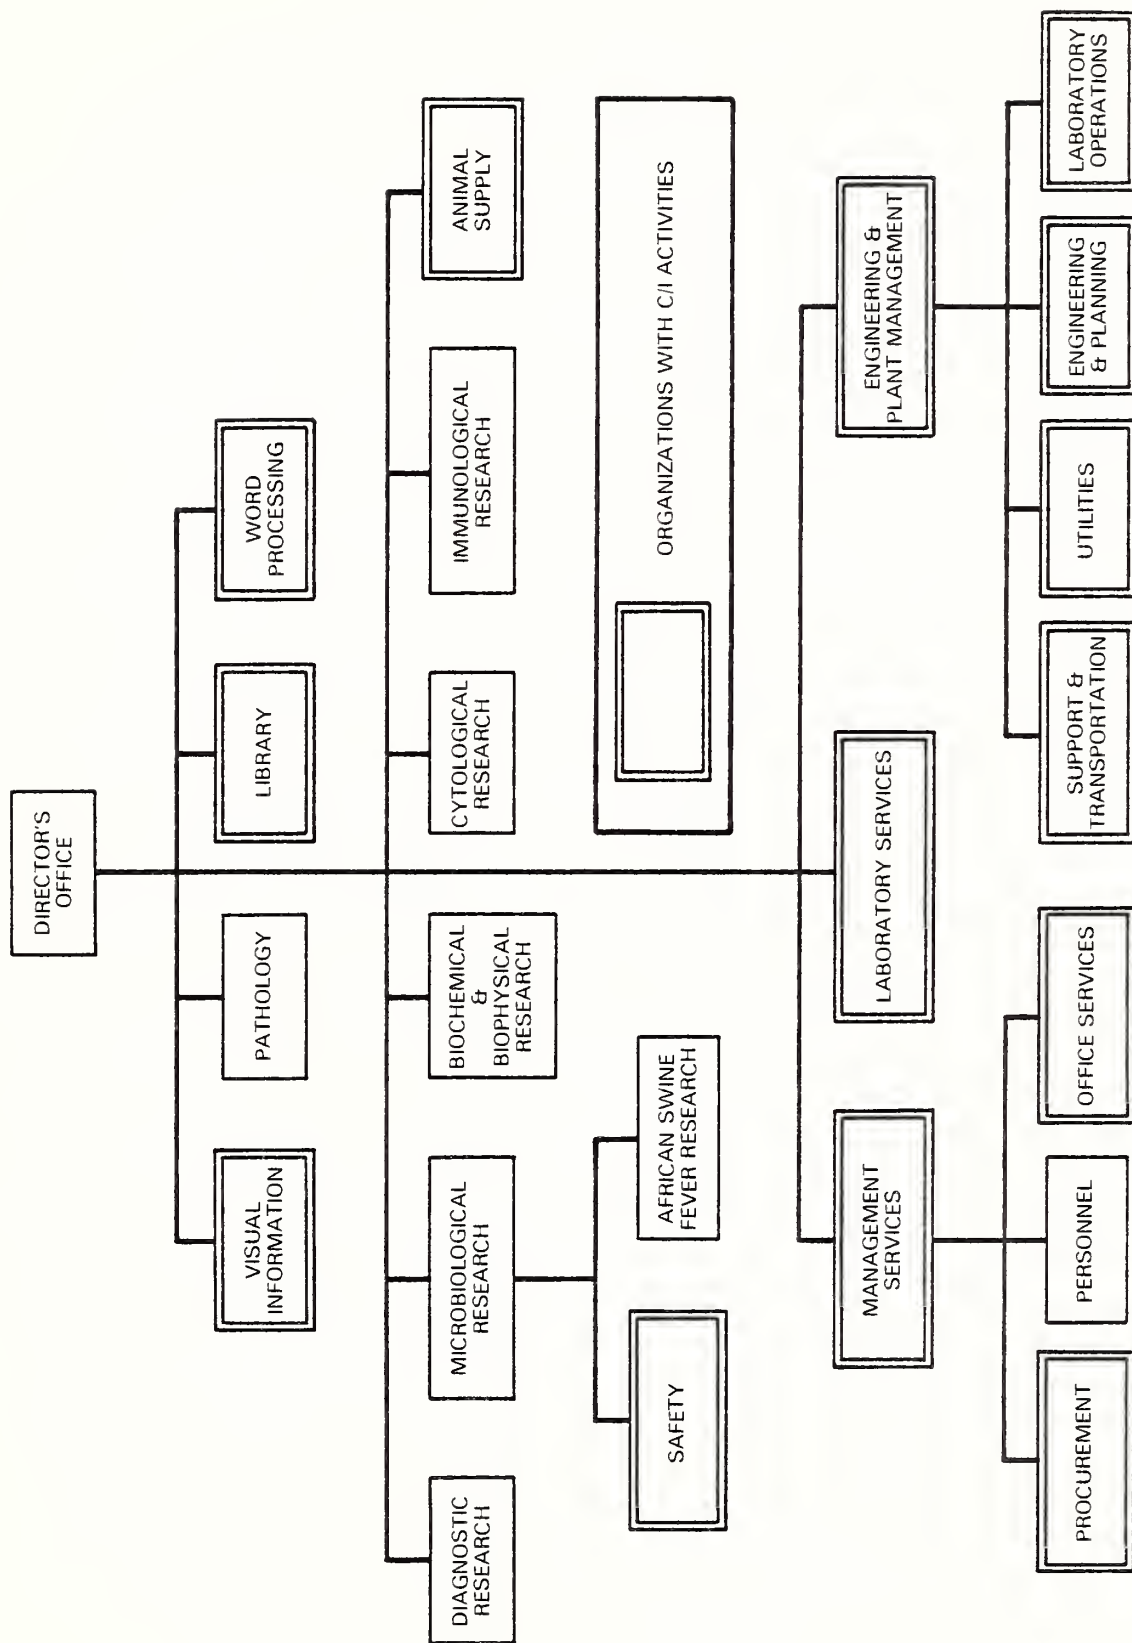 DIRECTOR'S
OFFICE
VISUAL
INFORMATION
PATHOLOGY
LIBRARY
WORD
PROCESSING
DIAGNOSTIC
RESEARCH
MICROBIOLOGICAL
RESEARCH
BIOCHEMICAL
&
BIOPHYSICAL
RESEARCH
CYTOLOGICAL
RESEARCH
IMMUNOLOGICAL
RESEARCH
ANIMAL
SUPPLY
SAFETY
AFRICAN SWINE
FEVER RESEARCH
ORGANIZATIONS WITH C/I ACTIVITIES
MANAGEMENT
SERVICES
LABORATORY SERVICES
ENGINEERING &
PLANT MANAGEMENT
PROCUREMENT
PERSONNEL
OFFICE SERVICES
SUPPORT &
TRANSPORTATION
UTILITIES
ENGINEERING
& PLANNING
LABORATORY
OPERATIONS